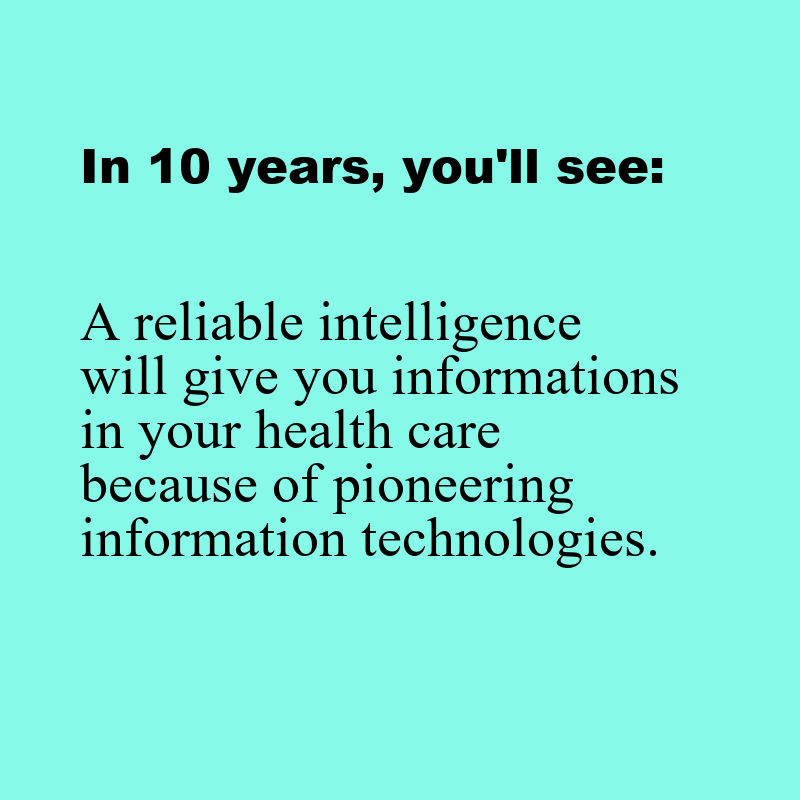 In 10 years, you'll see:
A reliable intelligence
will give you informations
in your health care
because of pioneering
information technologies.